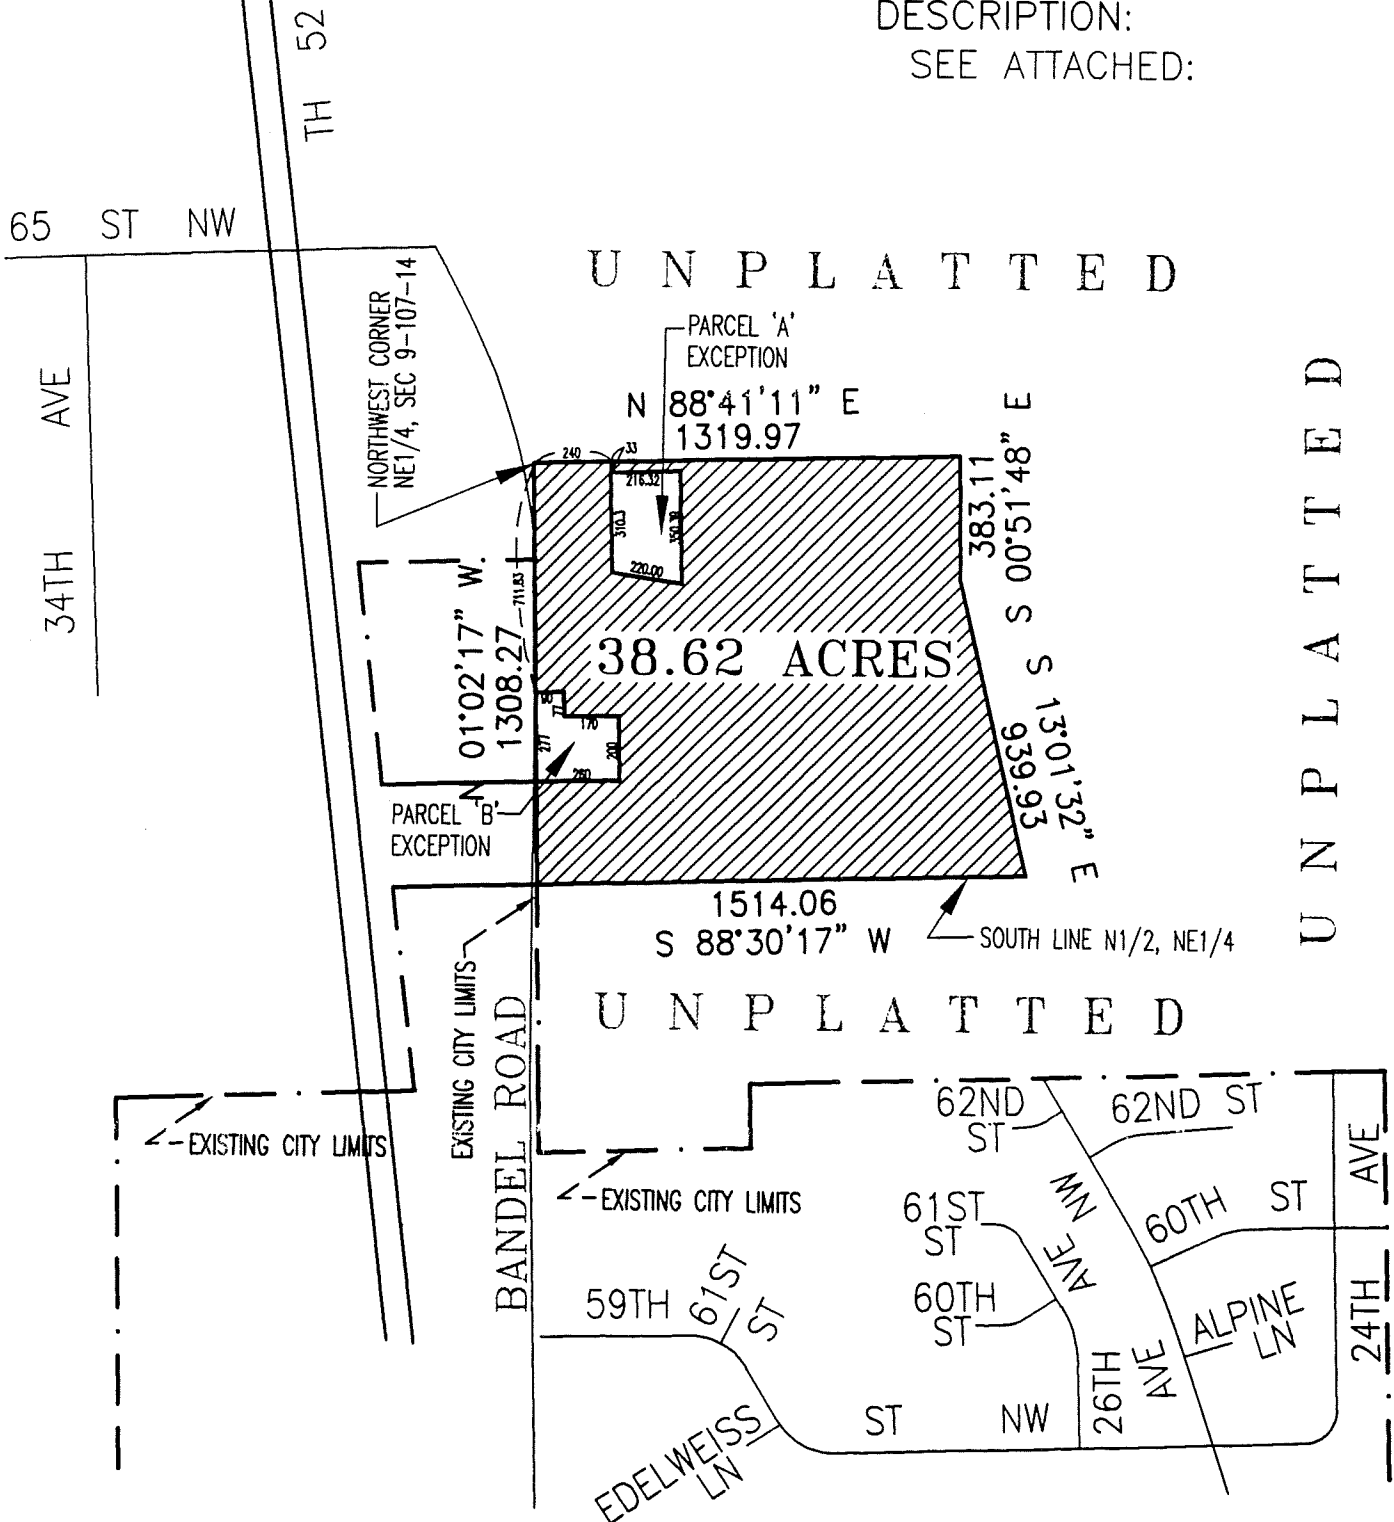 DESCRIPTION:
SEE ATTACHED:
TH 52
65 ST NW
UNPLATTED
NORTHWEST CORNER
NE1/4, SEC 9-107-14
PARCEL 'A'
EXCEPTION
34TH AVE
N 88°41'11" E
1319.97
240
33
216.32
310.3
350.39
220.00
383.11
S 00°51'48" E
UNPLATTED
711.83
01°02'17" W.
1308.27
38.62 ACRES
S 13°01'32" E
939.93
90
77
170
277
200
260
PARCEL 'B'
EXCEPTION
1514.06
S 88°30'17" W
SOUTH LINE N1/2, NE1/4
EXISTING CITY LIMITS
UNPLATTED
BANDEL ROAD
EXISTING CITY LIMITS
EXISTING CITY LIMITS
62ND
ST
62ND ST
24TH AVE
61ST
ST
AVE NW
60TH ST
60TH
ST
59TH
61ST
ST
ALPINE
LN
26TH
AVE
ST NW
EDELWEISS
LN